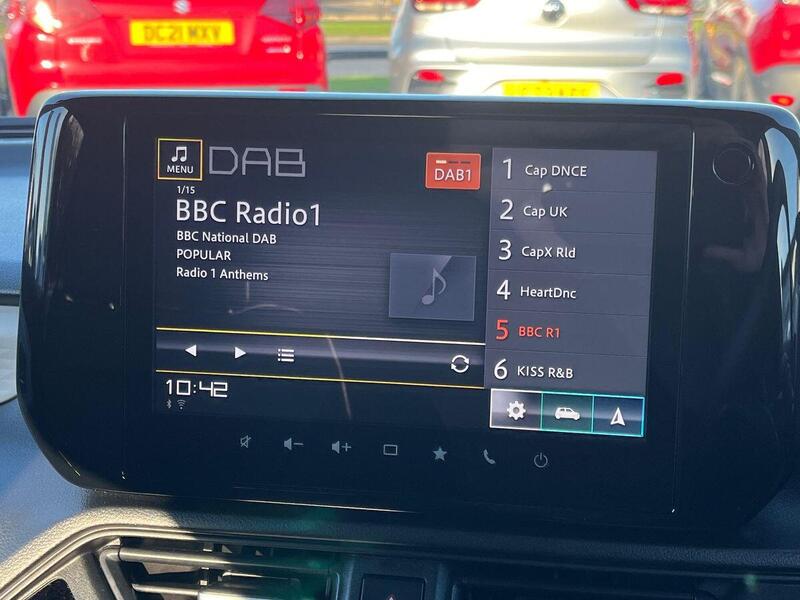 DC21 MXV
MENU
DAB
DAB1
1/15
BBC Radio1
BBC National DAB
POPULAR
Radio 1 Anthems
1 Cap DNCE
2 Cap UK
3 CapX Rld
4 HeartDnc
5 BBC R1
6 KISS R&B
10:42